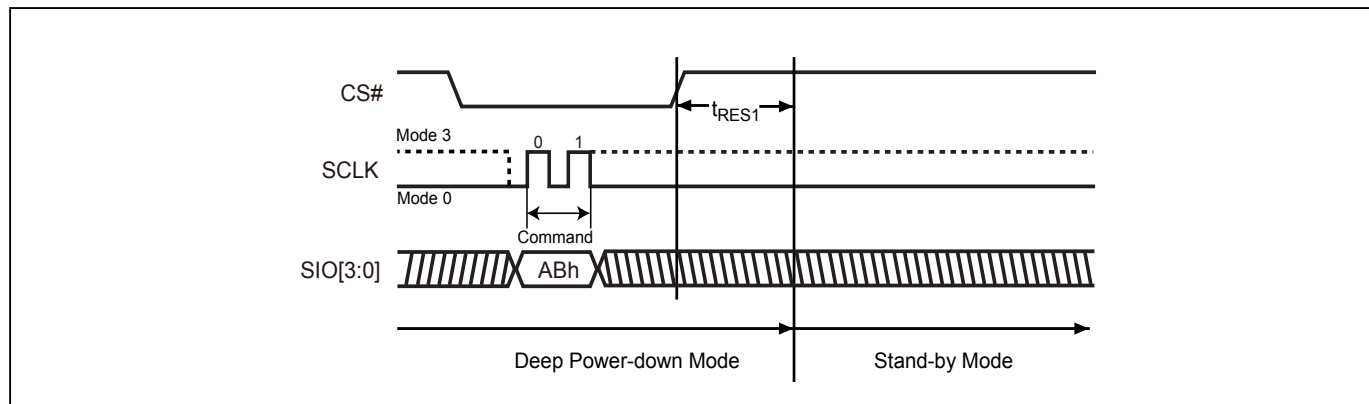 CS#
tRES1
Mode 3
0 1
SCLK
Mode 0
Command
SIO[3:0]
ABh
Deep Power-down Mode
Stand-by Mode